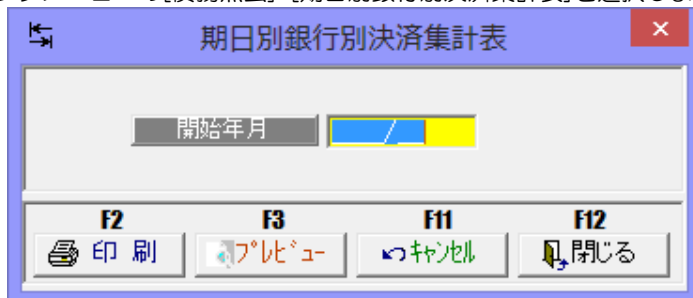 期日別銀行別決済集計表
開始年月
/
F2
F3
F11
F12
印 刷
ﾌﾟﾚﾋﾞｭｰ
ｷｬﾝｾﾙ
閉じる